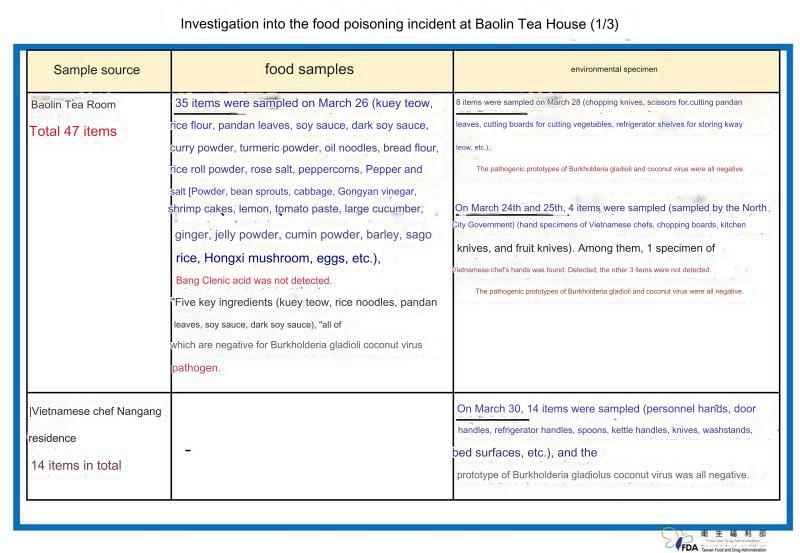 Investigation into the food poisoning incident at Baolin Tea House (1/3)
Sample source
food samples
environmental specimen
Baolin Tea Room
Total 47 items
35 items were sampled on March 26 (kuey teow,
rice flour, pandan leaves, soy sauce, dark soy sauce,
curry powder, turmeric powder, oil noodles, bread flour,
rice roll powder, rose salt, peppercorns, Pepper and
salt [Powder, bean sprouts, cabbage, Gongyan vinegar,
shrimp cakes, lemon, tomato paste, large cucumber;
ginger, jelly powder, cumin powder, barley, sago
rice, Hongxi mushroom, eggs, etc.),
Bang Clenic acid was not detected.
"Five key ingredients (kuey teow, rice noodles, pandan
leaves, soy sauce, dark soy sauce), "all of
which are negative for Burkholderia gladioli coconut virus
pathogen.
8 items were sampled on March 28 (chopping knives, scissors for,cutting pandan
leaves, cutting boards for cutting vegetables, refrigerator shelves for storing kway
teow, etc.),
The pathogenic prototypes of Burkholderia gladioli and coconut virus were all negative.
On March 24th and 25th, 4 items were sampled (sampled by the North
City Government) (hand specimens of Vietnamese chefs, chopping boards, kitchen
knives, and fruit knives). Among them, 1 specimen of
Vietnamese chef's hands was found. Detected, the other 3 items were not detected.
The pathogenic prototypes of Burkholderia gladioli and coconut virus were all negative.
|Vietnamese chef Nangang
residence
14 items in total
-
On March 30, 14 items were sampled (personnel hands, door
handles, refrigerator handles, spoons, kettle handles, knives, washstands,
bed surfaces, etc.), and the
prototype of Burkholderia gladiolus coconut virus was all negative.
衛生福利部
Food and Drug Administration
FDA Taiwan Food and Drug Administration